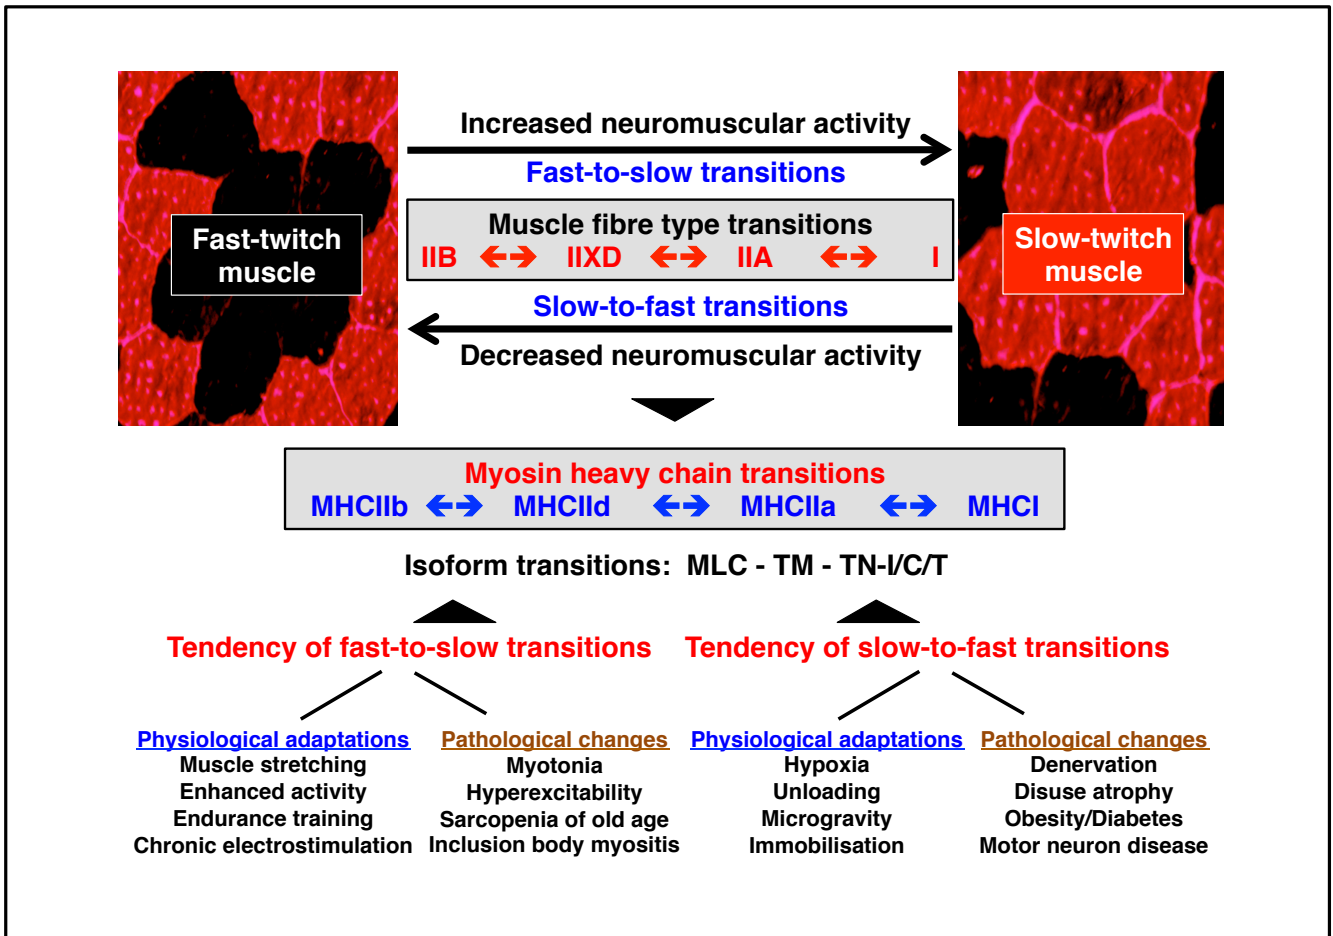 Increased neuromuscular activity
Fast-to-slow transitions
Fast-twitch
muscle
Muscle fibre type transitions
IIB IIXD IIA I
Slow-twitch
muscle
Slow-to-fast transitions
Decreased neuromuscular activity
Myosin heavy chain transitions
MHCIIb MHCIId MHCIIa MHCI
Isoform transitions: MLC - TM - TN-I/C/T
Tendency of fast-to-slow transitions
Physiological adaptations
Muscle stretching
Enhanced activity
Endurance training
Chronic electrostimulation
Pathological changes
Myotonia
Hyperexcitability
Sarcopenia of old age
Inclusion body myositis
Tendency of slow-to-fast transitions
Physiological adaptations
Hypoxia
Unloading
Microgravity
Immobilisation
Pathological changes
Denervation
Disuse atrophy
Obesity/Diabetes
Motor neuron disease